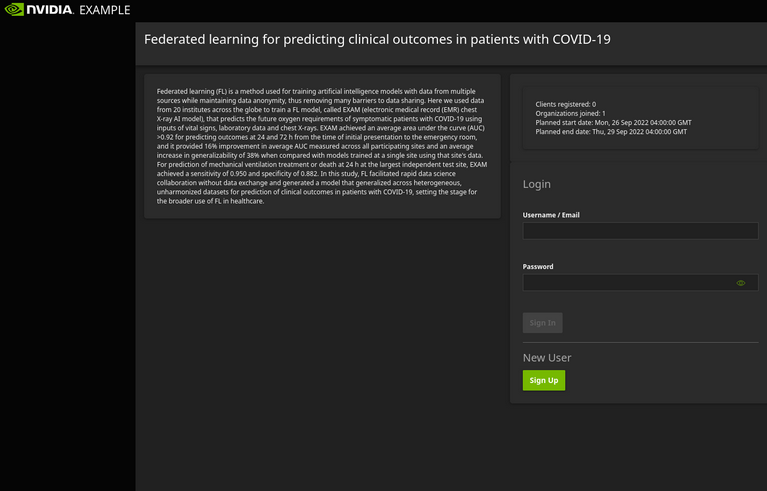 NVIDIA. EXAMPLE
Federated learning for predicting clinical outcomes in patients with COVID-19
Federated learning (FL) is a method used for training artificial intelligence models with data from multiple
sources while maintaining data anonymity, thus removing many barriers to data sharing. Here we used data
from 20 institutes across the globe to train a FL model, called EXAM (electronic medical record (EMR) chest
X-ray AI model), that predicts the future oxygen requirements of symptomatic patients with COVID-19 using
inputs of vital signs, laboratory data and chest X-rays. EXAM achieved an average area under the curve (AUC)
>0.92 for predicting outcomes at 24 and 72 h from the time of initial presentation to the emergency room,
and it provided 16% improvement in average AUC measured across all participating sites and an average
increase in generalizability of 38% when compared with models trained at a single site using that site's data.
For prediction of mechanical ventilation treatment or death at 24 h at the largest independent test site, EXAM
achieved a sensitivity of 0.950 and specificity of 0.882. In this study, FL facilitated rapid data science
collaboration without data exchange and generated a model that generalized across heterogeneous,
unharmonized datasets for prediction of clinical outcomes in patients with COVID-19, setting the stage for
the broader use of FL in healthcare.
Clients registered: 0
Organizations joined: 1
Planned start date: Mon, 26 Sep 2022 04:00:00 GMT
Planned end date: Thu, 29 Sep 2022 04:00:00 GMT
Login
Username / Email
Password
Sign In
New User
Sign Up